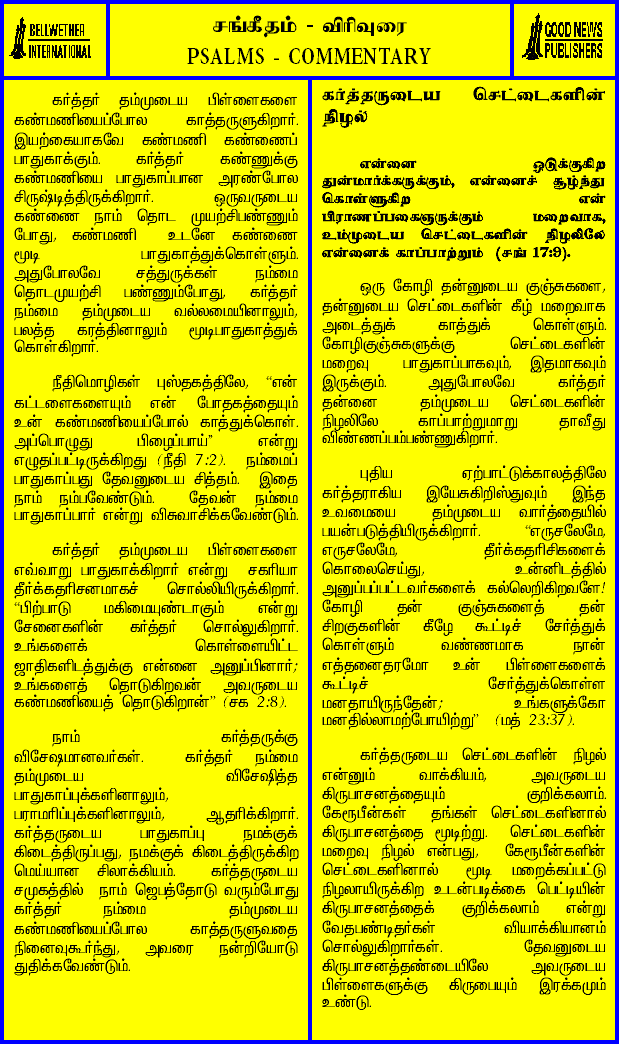 BELLWETHER
INTERNATIONAL
சங்கீதம் - விரிவுரை
PSALMS - COMMENTARY
GOOD NEWS
PUBLISHERS
கர்த்தர் தம்முடைய பிள்ளைகளை
கண்மணியைப்போல காத்தருளுகிறார்.
இயற்கையாகவே கண்மணி கண்ணைப்
பாதுகாக்கும். கர்த்தர் கண்ணுக்கு
கண்மணியை பாதுகாப்பான அரண்போல
சிருஷ்டித்திருக்கிறார். ஒருவருடைய
கண்ணை நாம் தொட முயற்சிபண்ணும்
போது, கண்மணி உடனே கண்ணை
மூடி பாதுகாத்துக்கொள்ளும்.
அதுபோலவே சத்துருக்கள் நம்மை
தொடமுயற்சி பண்ணும்போது, கர்த்தர்
நம்மை தம்முடைய வல்லமையினாலும்,
பலத்த கரத்தினாலும் மூடிபாதுகாத்துக்
கொள்கிறார்.
நீதிமொழிகள் புஸ்தகத்திலே, “என்
கட்டளைகளையும் என் போதகத்தையும்
உன் கண்மணியைப்போல் காத்துக்கொள்.
அப்பொழுது பிழைப்பாய்” என்று
எழுதப்பட்டிருக்கிறது (நீதி 7:2). நம்மைப்
பாதுகாப்பது தேவனுடைய சித்தம். இதை
நாம் நம்பவேண்டும். தேவன் நம்மை
பாதுகாப்பார் என்று விசுவாசிக்கவேண்டும்.
கர்த்தர் தம்முடைய பிள்ளைகளை
எவ்வாறு பாதுகாக்கிறார் என்று சகரியா
தீர்க்கதரிசனமாகச் சொல்லியிருக்கிறார்.
“பிற்பாடு மகிமையுண்டாகும் என்று
சேனைகளின் கர்த்தர் சொல்லுகிறார்.
உங்களைக் கொள்ளையிட்ட
ஜாதிகளிடத்துக்கு என்னை அனுப்பினார்;
உங்களைத் தொடுகிறவன் அவருடைய
கண்மணியைத் தொடுகிறான்” (சக 2:8).
நாம் கர்த்தருக்கு
விசேஷமானவர்கள். கர்த்தர் நம்மை
தம்முடைய விசேஷித்த
பாதுகாப்புக்களினாலும்,
பராமரிப்புக்களினாலும், ஆதரிக்கிறார்.
கர்த்தருடைய பாதுகாப்பு நமக்குக்
கிடைத்திருப்பது, நமக்குக் கிடைத்திருக்கிற
மெய்யான சிலாக்கியம். கர்த்தருடைய
சமுகத்தில் நாம் ஜெபத்தோடு வரும்போது
கர்த்தர் நம்மை தம்முடைய
கண்மணியைப்போல காத்தருளுவதை
நினைவுகூர்ந்து, அவரை நன்றியோடு
துதிக்கவேண்டும்.
கர்த்தருடைய செட்டைகளின்
நிழல்
என்னை ஒடுக்குகிற
துன்மார்க்கருக்கும், என்னைச் சூழ்ந்து
கொள்ளுகிற என்
பிராணப்பகைஞருக்கும் மறைவாக,
உம்முடைய செட்டைகளின் நிழலிலே
என்னைக் காப்பாற்றும் (சங் 17:9).
ஒரு கோழி தன்னுடைய குஞ்சுகளை,
தன்னுடைய செட்டைகளின் கீழ் மறைவாக
அடைத்துக் காத்துக் கொள்ளும்.
கோழிகுஞ்சுகளுக்கு செட்டைகளின்
மறைவு பாதுகாப்பாகவும், இதமாகவும்
இருக்கும். அதுபோலவே கர்த்தர்
தன்னை தம்முடைய செட்டைகளின்
நிழலிலே காப்பாற்றுமாறு தாவீது
விண்ணப்பம்பண்ணுகிறார்.
புதிய ஏற்பாட்டுக்காலத்திலே
கர்த்தராகிய இயேசுகிறிஸ்துவும் இந்த
உவமையை தம்முடைய வார்த்தையில்
பயன்படுத்தியிருக்கிறார். “எருசலேமே,
எருசலேமே, தீர்க்கதரிசிகளைக்
கொலைசெய்து, உன்னிடத்தில்
அனுப்பப்பட்டவர்களைக் கல்லெறிகிறவளே!
கோழி தன் குஞ்சுகளைத் தன்
சிறகுகளின் கீழே கூட்டிச் சேர்த்துக்
கொள்ளும் வண்ணமாக நான்
எத்தனைதரமோ உன் பிள்ளைகளைக்
கூட்டிச் சேர்த்துக்கொள்ள
மனதாயிருந்தேன்; உங்களுக்கோ
மனதில்லாமற்போயிற்று” (மத் 23:37).
கர்த்தருடைய செட்டைகளின் நிழல்
என்னும் வாக்கியம், அவருடைய
கிருபாசனத்தையும் குறிக்கலாம்.
கேரூபீன்கள் தங்கள் செட்டைகளினால்
கிருபாசனத்தை மூடிற்று. செட்டைகளின்
மறைவு நிழல் என்பது, கேரூபீன்களின்
செட்டைகளினால் மூடி மறைக்கப்பட்டு
நிழலாயிருக்கிற உடன்படிக்கை பெட்டியின்
கிருபாசனத்தைக் குறிக்கலாம் என்று
வேதபண்டிதர்கள் வியாக்கியானம்
சொல்லுகிறார்கள். தேவனுடைய
கிருபாசனத்தண்டையிலே அவருடைய
பிள்ளைகளுக்கு கிருபையும் இரக்கமும்
உண்டு.